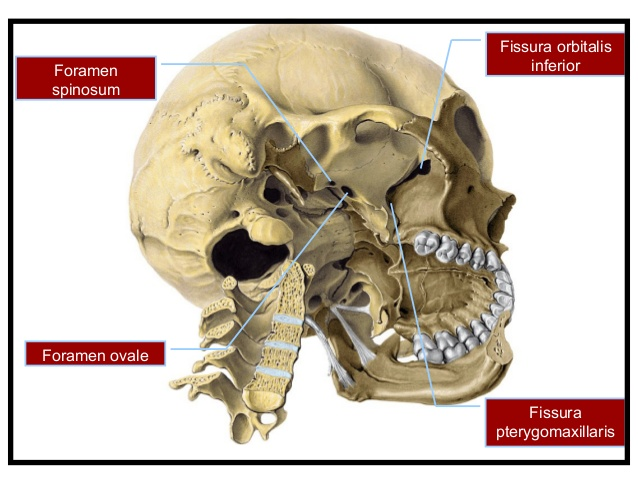 Foramen
spinosum
Fissura orbitalis
inferior
Foramen ovale
Fissura
pterygomaxillaris